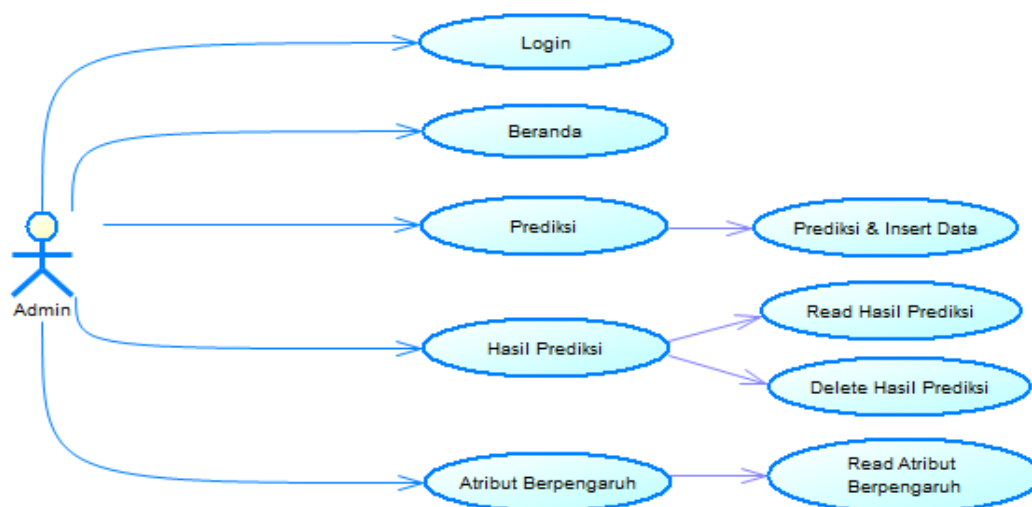 Login
Beranda
Prediksi
Prediksi & Insert Data
Admin
Read Hasil Prediksi
Hasil Prediksi
Delete Hasil Prediksi
Atribut Berpengaruh
Read Atribut
Berpengaruh